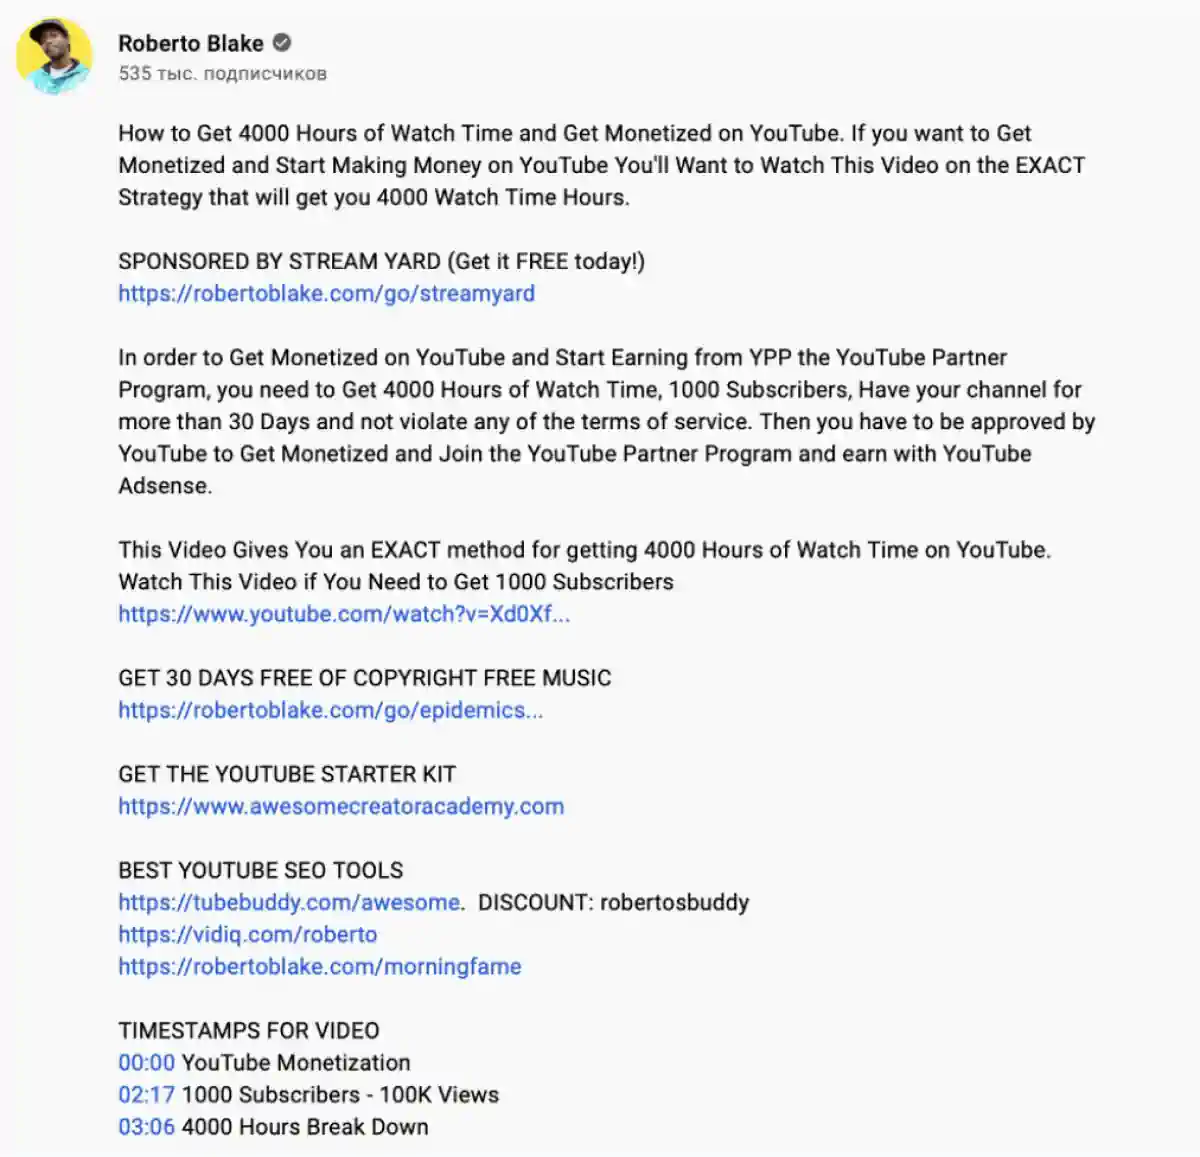 Roberto Blake
535 тыс. подписчиков
How to Get 4000 Hours of Watch Time and Get Monetized on YouTube. If you want to Get
Monetized and Start Making Money on YouTube You'll Want to Watch This Video on the EXACT
Strategy that will get you 4000 Watch Time Hours.
SPONSORED BY STREAM YARD (Get it FREE today!)
https://robertoblake.com/go/streamyard
In order to Get Monetized on YouTube and Start Earning from YPP the YouTube Partner
Program, you need to Get 4000 Hours of Watch Time, 1000 Subscribers, Have your channel for
more than 30 Days and not violate any of the terms of service. Then you have to be approved by
YouTube to Get Monetized and Join the YouTube Partner Program and earn with YouTube
Adsense.
This Video Gives You an EXACT method for getting 4000 Hours of Watch Time on YouTube.
Watch This Video if You Need to Get 1000 Subscribers
https://www.youtube.com/watch?v=Xd0Xf...
GET 30 DAYS FREE OF COPYRIGHT FREE MUSIC
https://robertoblake.com/go/epidemics...
GET THE YOUTUBE STARTER KIT
https://www.awesomecreatoracademy.com
BEST YOUTUBE SEO TOOLS
https://tubebuddy.com/awesome.  DISCOUNT: robertosbuddy
https://vidiq.com/roberto
https://robertoblake.com/morningfame
TIMESTAMPS FOR VIDEO
00:00 YouTube Monetization
02:17 1000 Subscribers - 100K Views
03:06 4000 Hours Break Down